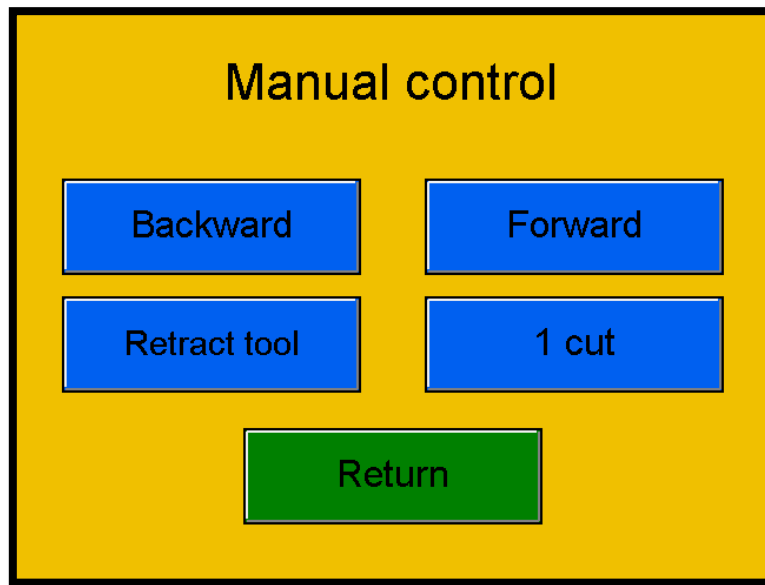 Manual control
Backward
Forward
Retract tool
1 cut
Return